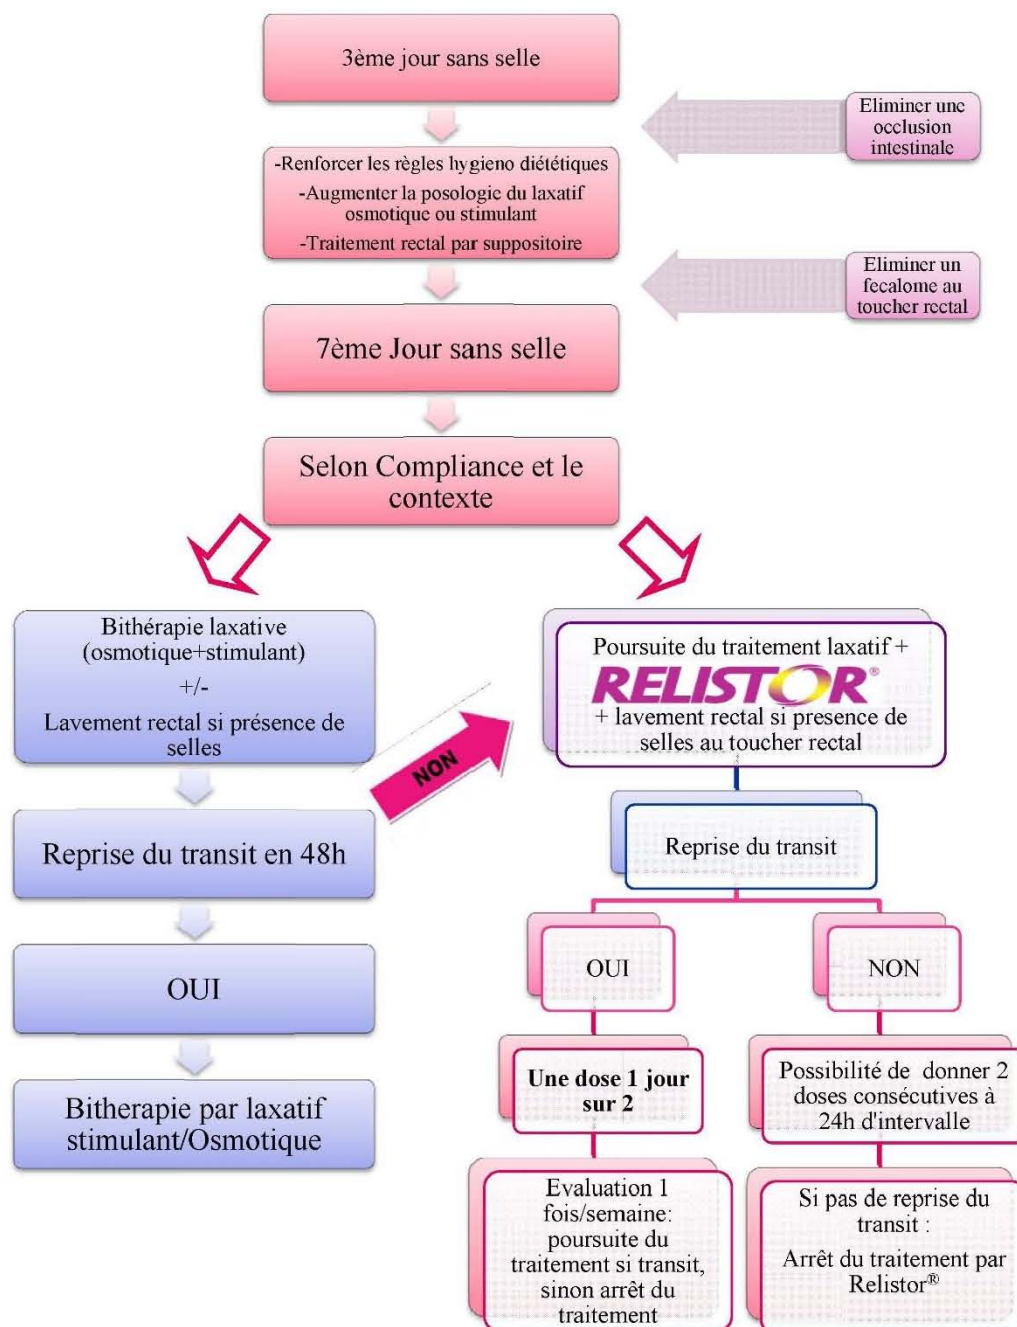 3ème jour sans selle
Eliminer une
occlusion
intestinale
-Renforcer les règles hygieno diététiques
-Augmenter la posologie du laxatif
osmotique ou stimulant
-Traitement rectal par suppositoire
Eliminer un
fecalome au
toucher rectal
7ème Jour sans selle
Selon Compliance et le
contexte
Bithérapie laxative
(osmotique+stimulant)
+/-
Lavement rectal si présence de
selles
NON
Poursuite du traitement laxatif +
RELISTOR®
+ lavement rectal si presence de
selles au toucher rectal
Reprise du transit en 48h
Reprise du transit
OUI
Bitherapie par laxatif
stimulant/Osmotique
OUI
NON
Une dose 1 jour
sur 2
Possibilité de donner 2
doses consécutives à
24h d'intervalle
Evaluation 1
fois/semaine:
poursuite du
traitement si transit,
sinon arrêt du
traitement
Si pas de reprise du
transit :
Arrêt du traitement par
Relistor®